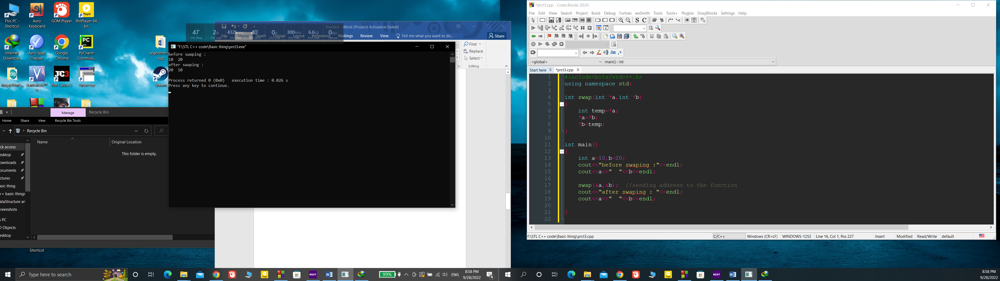 This PC - Shortcut
Avro Keyboard
GOM Player
PotPlayer 64 bit
Internet Downloa...
Avro Spell Checker
Google Chrome
PyCharm Communi...
algorithm
opp
fingerPrintE...
Battlefield™ V
Just Cause 3
TurboTop
Steam
Manage
Recycle Bin
Home
Share
View
Recycle Bin Tools
Recycle Bin
Name
Original Location
This folder is empty.
ck access
esktop
ownloads
ocuments
ctures
asic thing
++ basic things
ataStructure an
creenshots
s PC
D Objects
esktop
Shortcut
Pointers - Word (Product Activation Failed)
47°
CPU Temp
2%
CPU Load
4325MHz
CPU Clock
40°
GPU Temp
0%
GPU Load
300MHz
GPU Clock
6.6GB
RAM Load
0KB/s
Network
File
Home
Insert
Design
Layout
References
Mailings
Review
View
Tell me what you want to do...
Share
Find
Replace
Select
Editing
"F:\STL C++ code\Basic thing\prct3.exe"
before swaping :
10  20
after swaping :
20  10
Process returned 0 (0x0)   execution time : 0.026 s
Press any key to continue.
*prct3.cpp - Code::Blocks 20.03
File Edit View Search Project Build Debug Fortran wxSmith Tools Tools+ Plugins DoxyBlocks Settings Help
<global>
main() : int
Start here
*prct3.cpp
1 #include<bits/stdc++.h>
2 using namespace std;
3
4 int swap(int *a,int *b)
5 {
6     int temp=*a;
7     *a=*b;
8     *b=temp;
9 }
10
11 int main()
12 {
13     int a=10,b=20;
14     cout<<"before swaping :"<<endl;
15     cout<<a<<"  "<<b<<endl;
16
17     swap(&a,&b);  //sending address to the function
18     cout<<"after swaping : "<<endl;
19     cout<<a<<"  "<<b<<endl;
20
21 }
22
F:\STL C++ code\Basic thing\prct3.cpp
C/C++
Windows (CR+LF)
WINDOWS-1252
Line 16, Col 1, Pos 227
Insert
Modified
Read/Write
default
Type here to search
99%
ENG
8:58 PM
9/28/2022
4
8:58 PM
9/28/2022